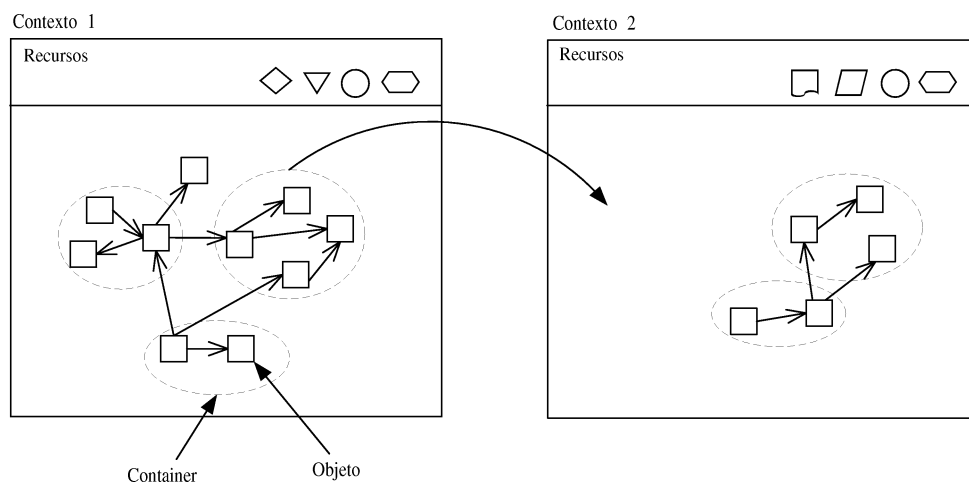 Contexto 1
Contexto 2
Recursos
Recursos
Container
Objeto